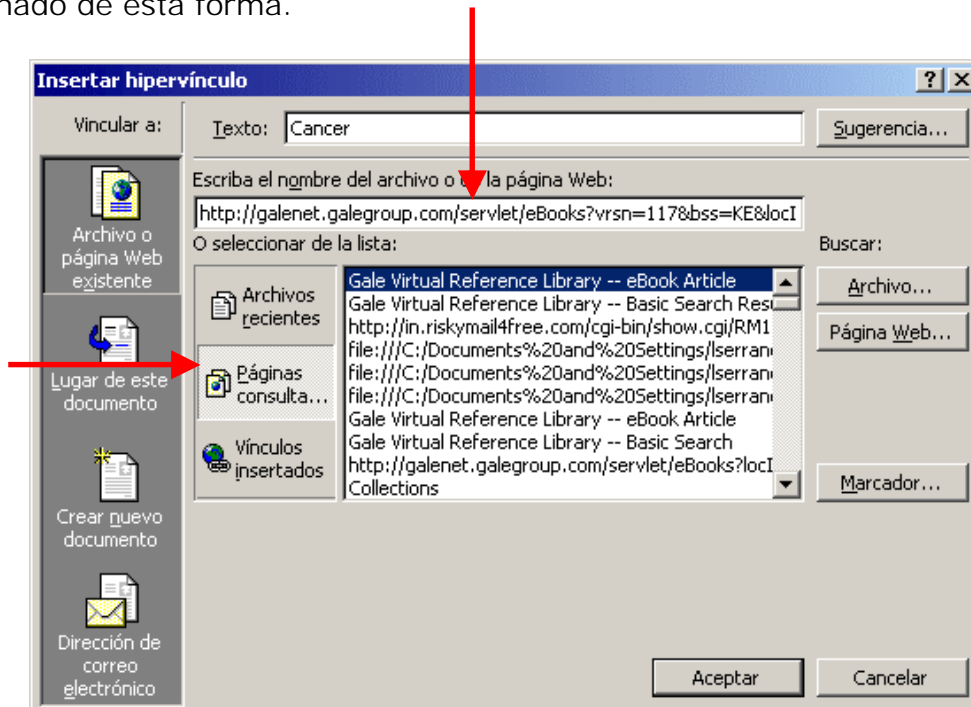 nado de esta forma.
Insertar hipervínculo
Vincular a:
Texto: Cancer
Sugerencia...
Archivo o
página Web
existente
Lugar de este
documento
Crear nuevo
documento
Dirección de
correo
electrónico
Escriba el nombre del archivo o la página Web:
http://galenet.galegroup.com/servlet/eBooks?vrsn=117&bss=KE&locI
O seleccionar de la lista:
Buscar:
Archivos
recientes
Páginas
consulta...
Vínculos
insertados
Gale Virtual Reference Library -- eBook Article
Gale Virtual Reference Library -- Basic Search Resu
http://in.riskymail4free.com/cgi-bin/show.cgi/RM1
file:///C:/Documents%20and%20Settings/lserran
file:///C:/Documents%20and%20Settings/lserran
file:///C:/Documents%20and%20Settings/lserran
Gale Virtual Reference Library -- eBook Article
Gale Virtual Reference Library -- Basic Search
http://galenet.galegroup.com/servlet/eBooks?locI
Collections
Archivo...
Página Web...
Marcador...
Aceptar
Cancelar